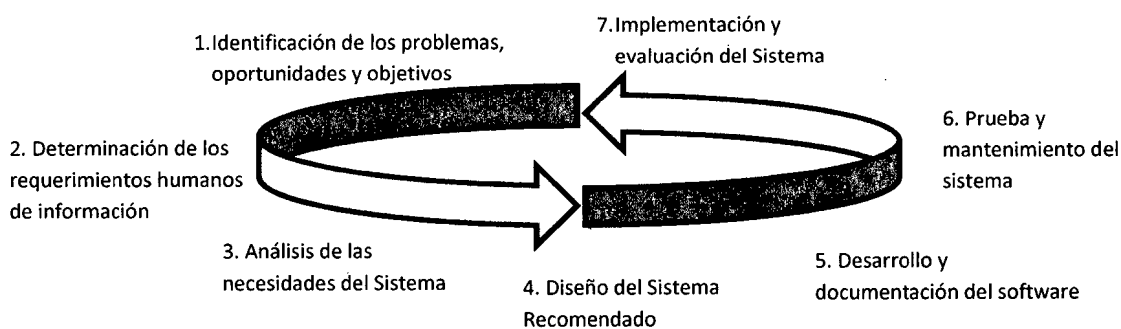 1.Identificación de los problemas,
oportunidades y objetivos
2. Determinación de los
requerimientos humanos
de información
3. Análisis de las
necesidades del Sistema
4. Diseño del Sistema
Recomendado
5. Desarrollo y
documentación del software
6. Prueba y
mantenimiento del
sistema
7.Implementación y
evaluación del Sistema